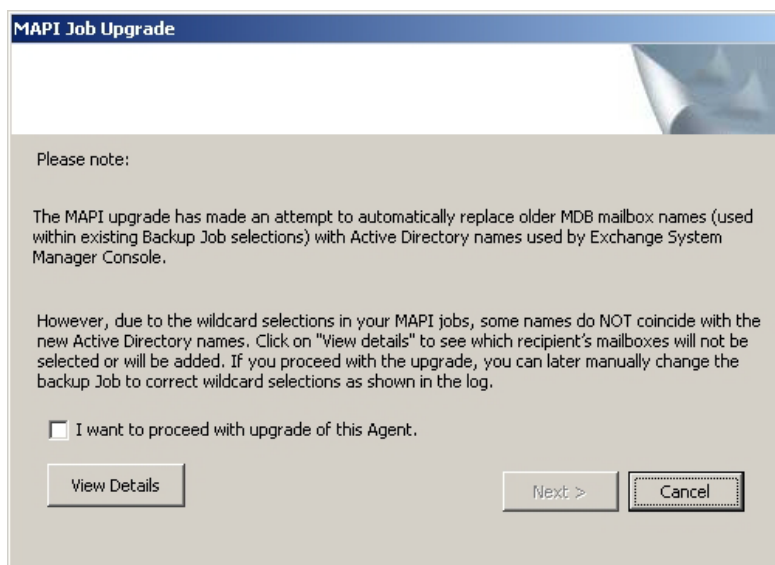 MAPI Job Upgrade
Please note:
The MAPI upgrade has made an attempt to automatically replace older MDB mailbox names (used
within existing Backup Job selections) with Active Directory names used by Exchange System
Manager Console.
However, due to the wildcard selections in your MAPI jobs, some names do NOT coincide with the
new Active Directory names. Click on "View details" to see which recipient's mailboxes will not be
selected or will be added. If you proceed with the upgrade, you can later manually change the
backup Job to correct wildcard selections as shown in the log.
I want to proceed with upgrade of this Agent.
View Details
Next >
Cancel